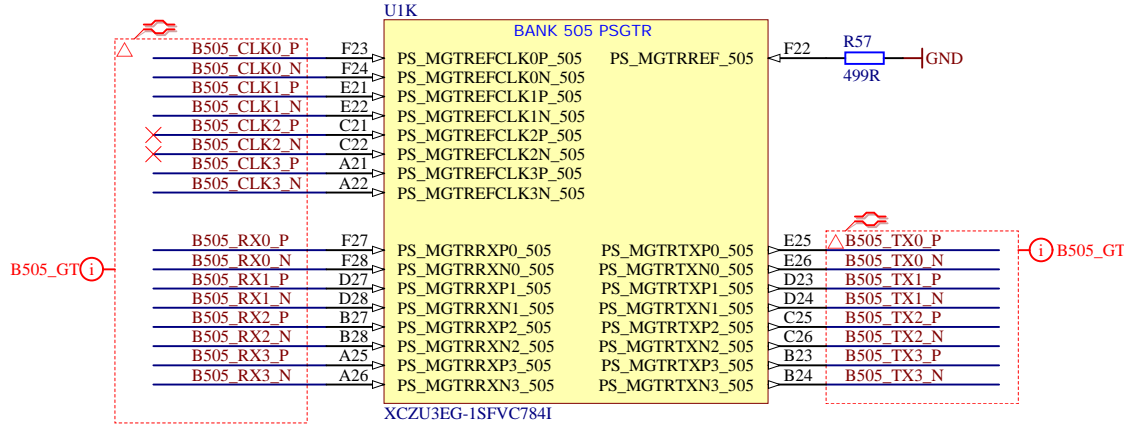 U1K
BANK 505 PSGTR
B505_CLK0_P F23 PS_MGTREFCLK0P_505 PS_MGTRREF_505 F22 R57 499R GND
B505_CLK0_N F24 PS_MGTREFCLK0N_505
B505_CLK1_P E21 PS_MGTREFCLK1P_505
B505_CLK1_N E22 PS_MGTREFCLK1N_505
B505_CLK2_P C21 PS_MGTREFCLK2P_505
B505_CLK2_N C22 PS_MGTREFCLK2N_505
B505_CLK3_P A21 PS_MGTREFCLK3P_505
B505_CLK3_N A22 PS_MGTREFCLK3N_505
B505_RX0_P F27 PS_MGTRRXP0_505 PS_MGTRTXP0_505 E25 B505_TX0_P
B505_GT i B505_RX0_N F28 PS_MGTRRXN0_505 PS_MGTRTXN0_505 E26 B505_TX0_N i B505_GT
B505_RX1_P D27 PS_MGTRRXP1_505 PS_MGTRTXP1_505 D23 B505_TX1_P
B505_RX1_N D28 PS_MGTRRXN1_505 PS_MGTRTXN1_505 D24 B505_TX1_N
B505_RX2_P B27 PS_MGTRRXP2_505 PS_MGTRTXP2_505 C25 B505_TX2_P
B505_RX2_N B28 PS_MGTRRXN2_505 PS_MGTRTXN2_505 C26 B505_TX2_N
B505_RX3_P A25 PS_MGTRRXP3_505 PS_MGTRTXP3_505 B23 B505_TX3_P
B505_RX3_N A26 PS_MGTRRXN3_505 PS_MGTRTXN3_505 B24 B505_TX3_N
XCZU3EG-1SFVC784I